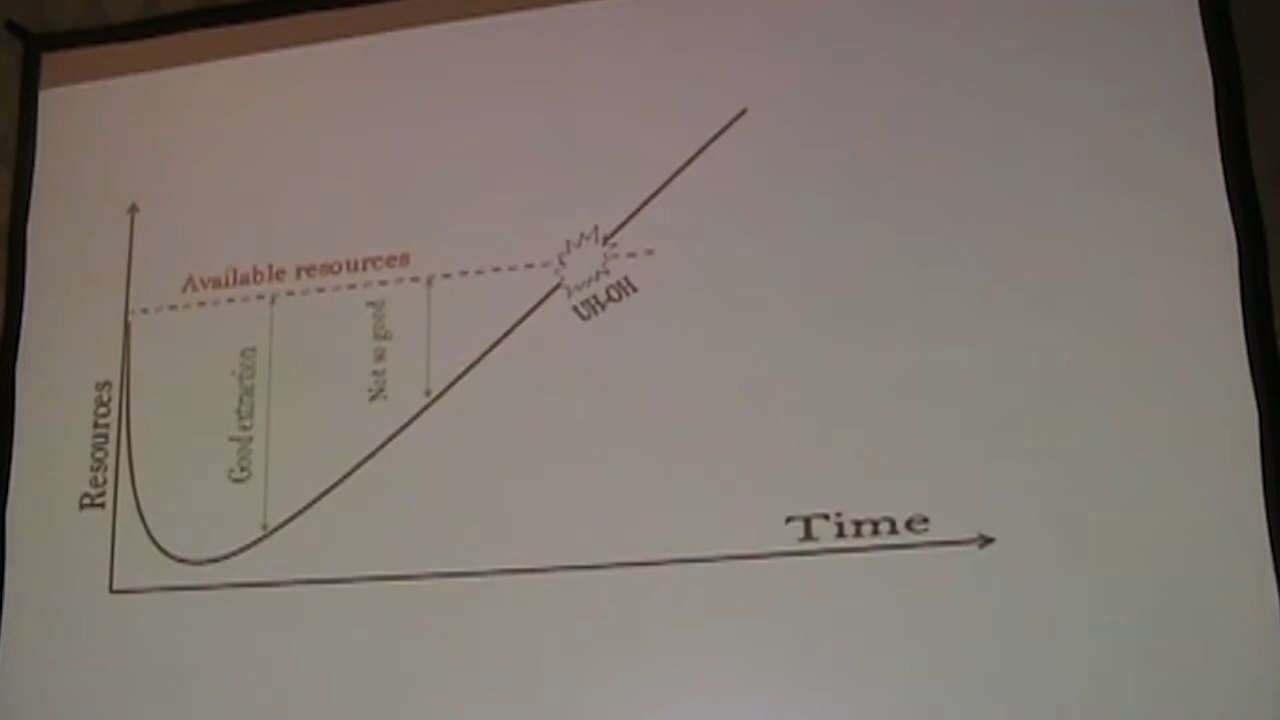 Available resources
Resources
Good extraction
Not so good
UH-OH
Time